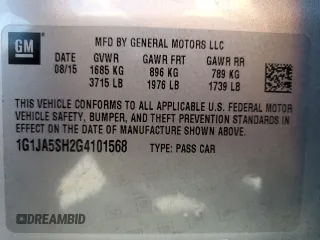 GM
MFD BY GENERAL MOTORS LLC
DATE GVWR GAWR FRT GAWR RR
08/15 1685 KG 896 KG 789 KG
3715 LB 1976 LB 1739 LB
THIS VEHICLE CONFORMS TO ALL APPLICABLE U.S. FEDERAL MOTOR
VEHICLE SAFETY, BUMPER, AND THEFT PREVENTION STANDARDS IN
EFFECT ON THE DATE OF MANUFACTURE SHOWN ABOVE.
1G1JA5SH2G4101568 TYPE: PASS CAR
DREAMBID